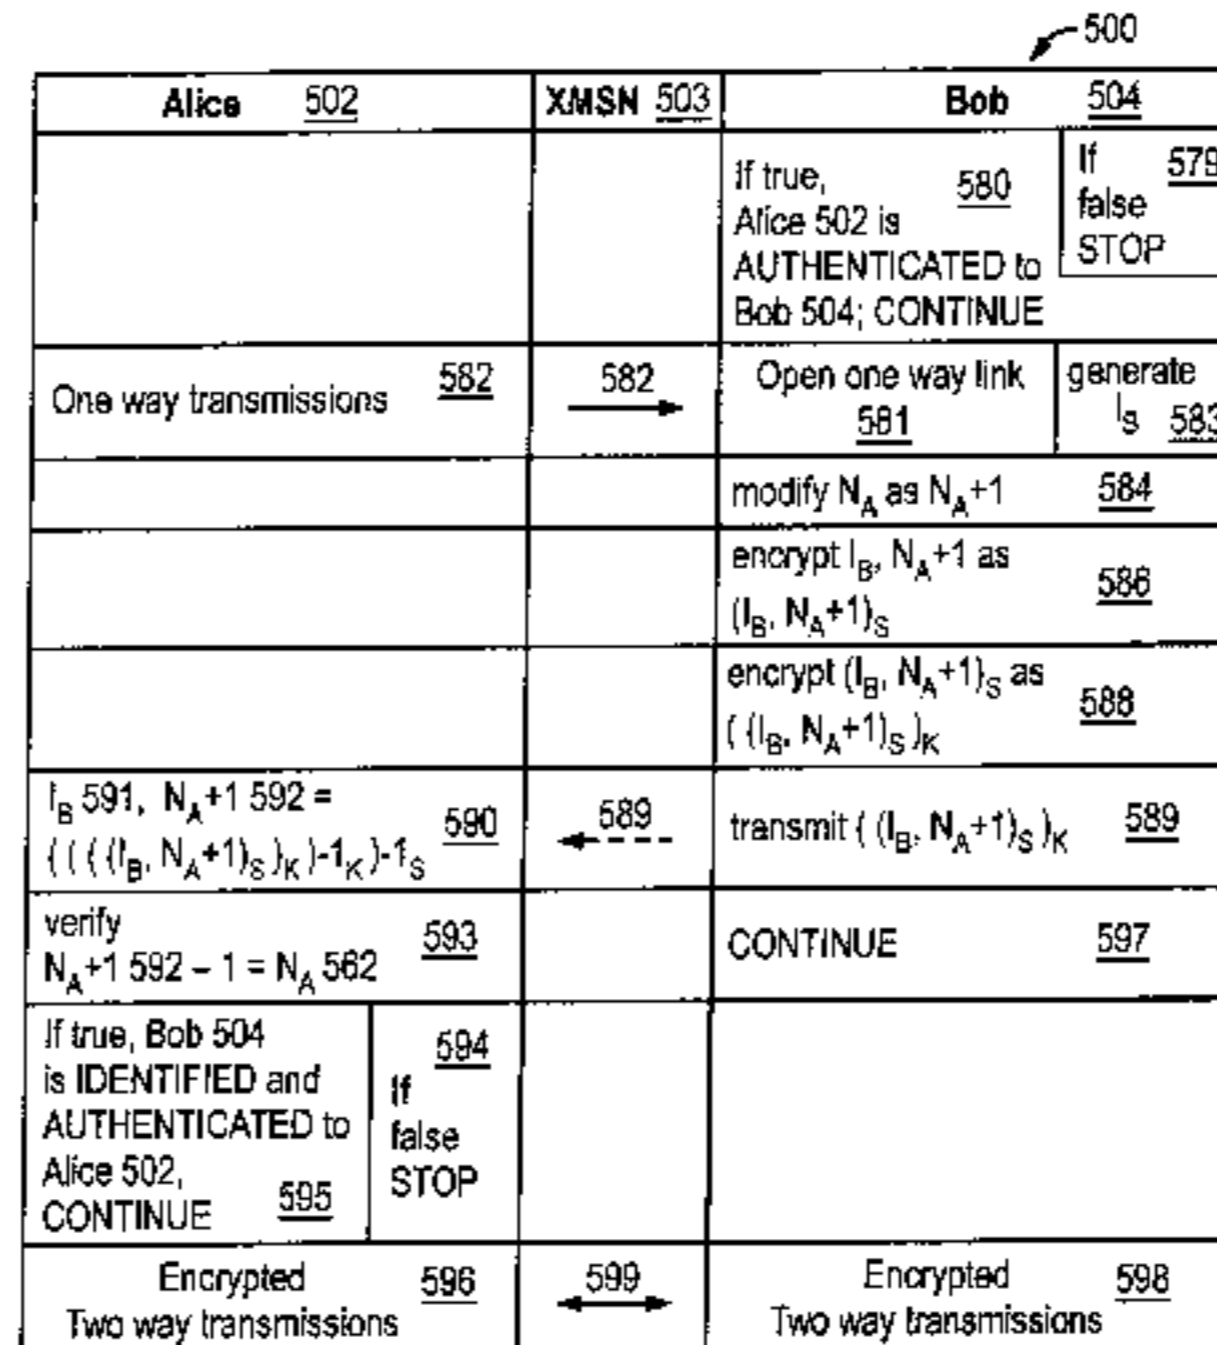 500
Alice 502 XMSN 503 Bob 504
If true, 580
Alice 502 is
AUTHENTICATED to
Bob 504; CONTINUE
If 579
false
STOP
One way transmissions 582
582
Open one way link
581
generate
I_S 583
modify N_A as N_A+1 584
encrypt I_B, N_A+1 as
(I_B, N_A+1)_S 586
encrypt (I_B, N_A+1)_S as
( (I_B, N_A+1)_S )_K 588
I_B 591, N_A+1 592 =
( ( ( (I_B, N_A+1)_S )_K )-1_K )-1_S 590
589
transmit ( (I_B, N_A+1)_S )_K 589
verify
N_A+1 592 – 1 = N_A 562 593
CONTINUE 597
If true, Bob 504
is IDENTIFIED and
AUTHENTICATED to
Alice 502,
CONTINUE 595
594
If
false
STOP
Encrypted 596
Two way transmissions
599
Encrypted 598
Two way transmissions